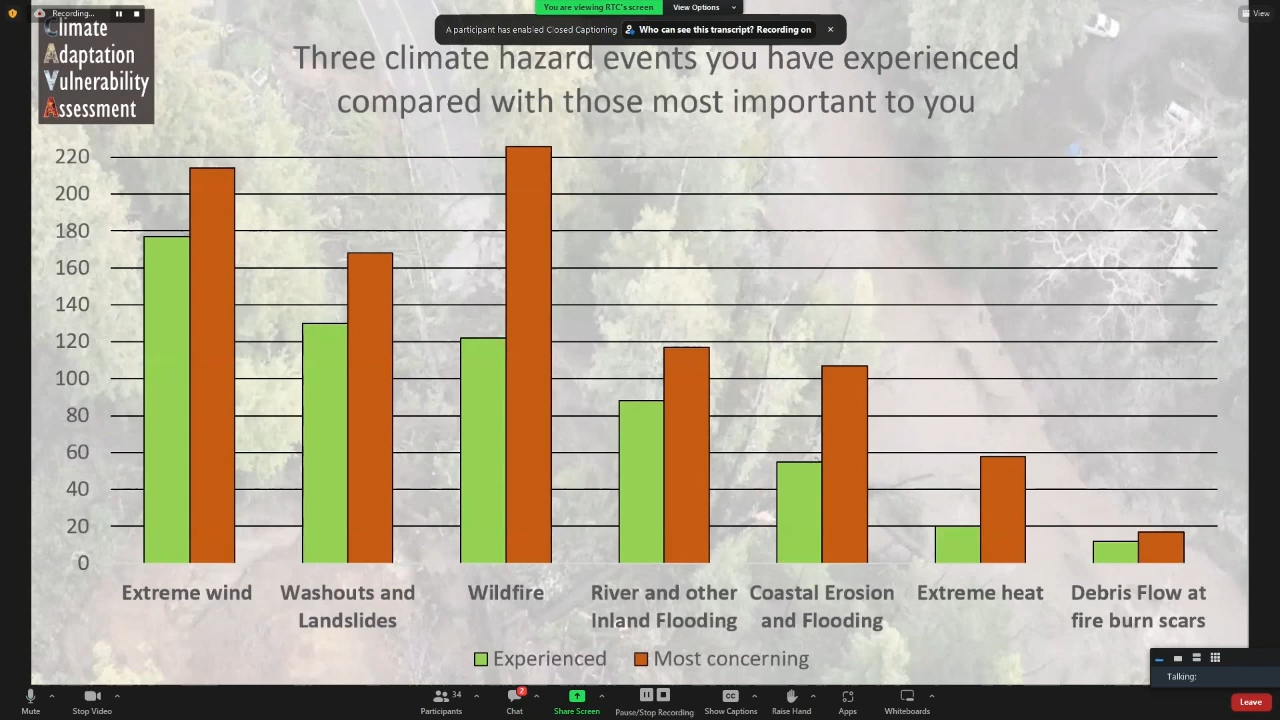 Recording...
You are viewing RTC's screen
View Options
A participant has enabled Closed Captioning
Who can see this transcript? Recording on
View
Climate
Adaptation
Vulnerability
Assessment
Three climate hazard events you have experienced
compared with those most important to you
220
200
180
160
140
120
100
80
60
40
20
0
Extreme wind
Washouts and
Landslides
Wildfire
River and other
Inland Flooding
Coastal Erosion
and Flooding
Extreme heat
Debris Flow at
fire burn scars
Experienced
Most concerning
Talking:
Mute
Stop Video
34
Participants
2
Chat
Share Screen
Pause/Stop Recording
CC
Show Captions
Raise Hand
Apps
Whiteboards
Leave